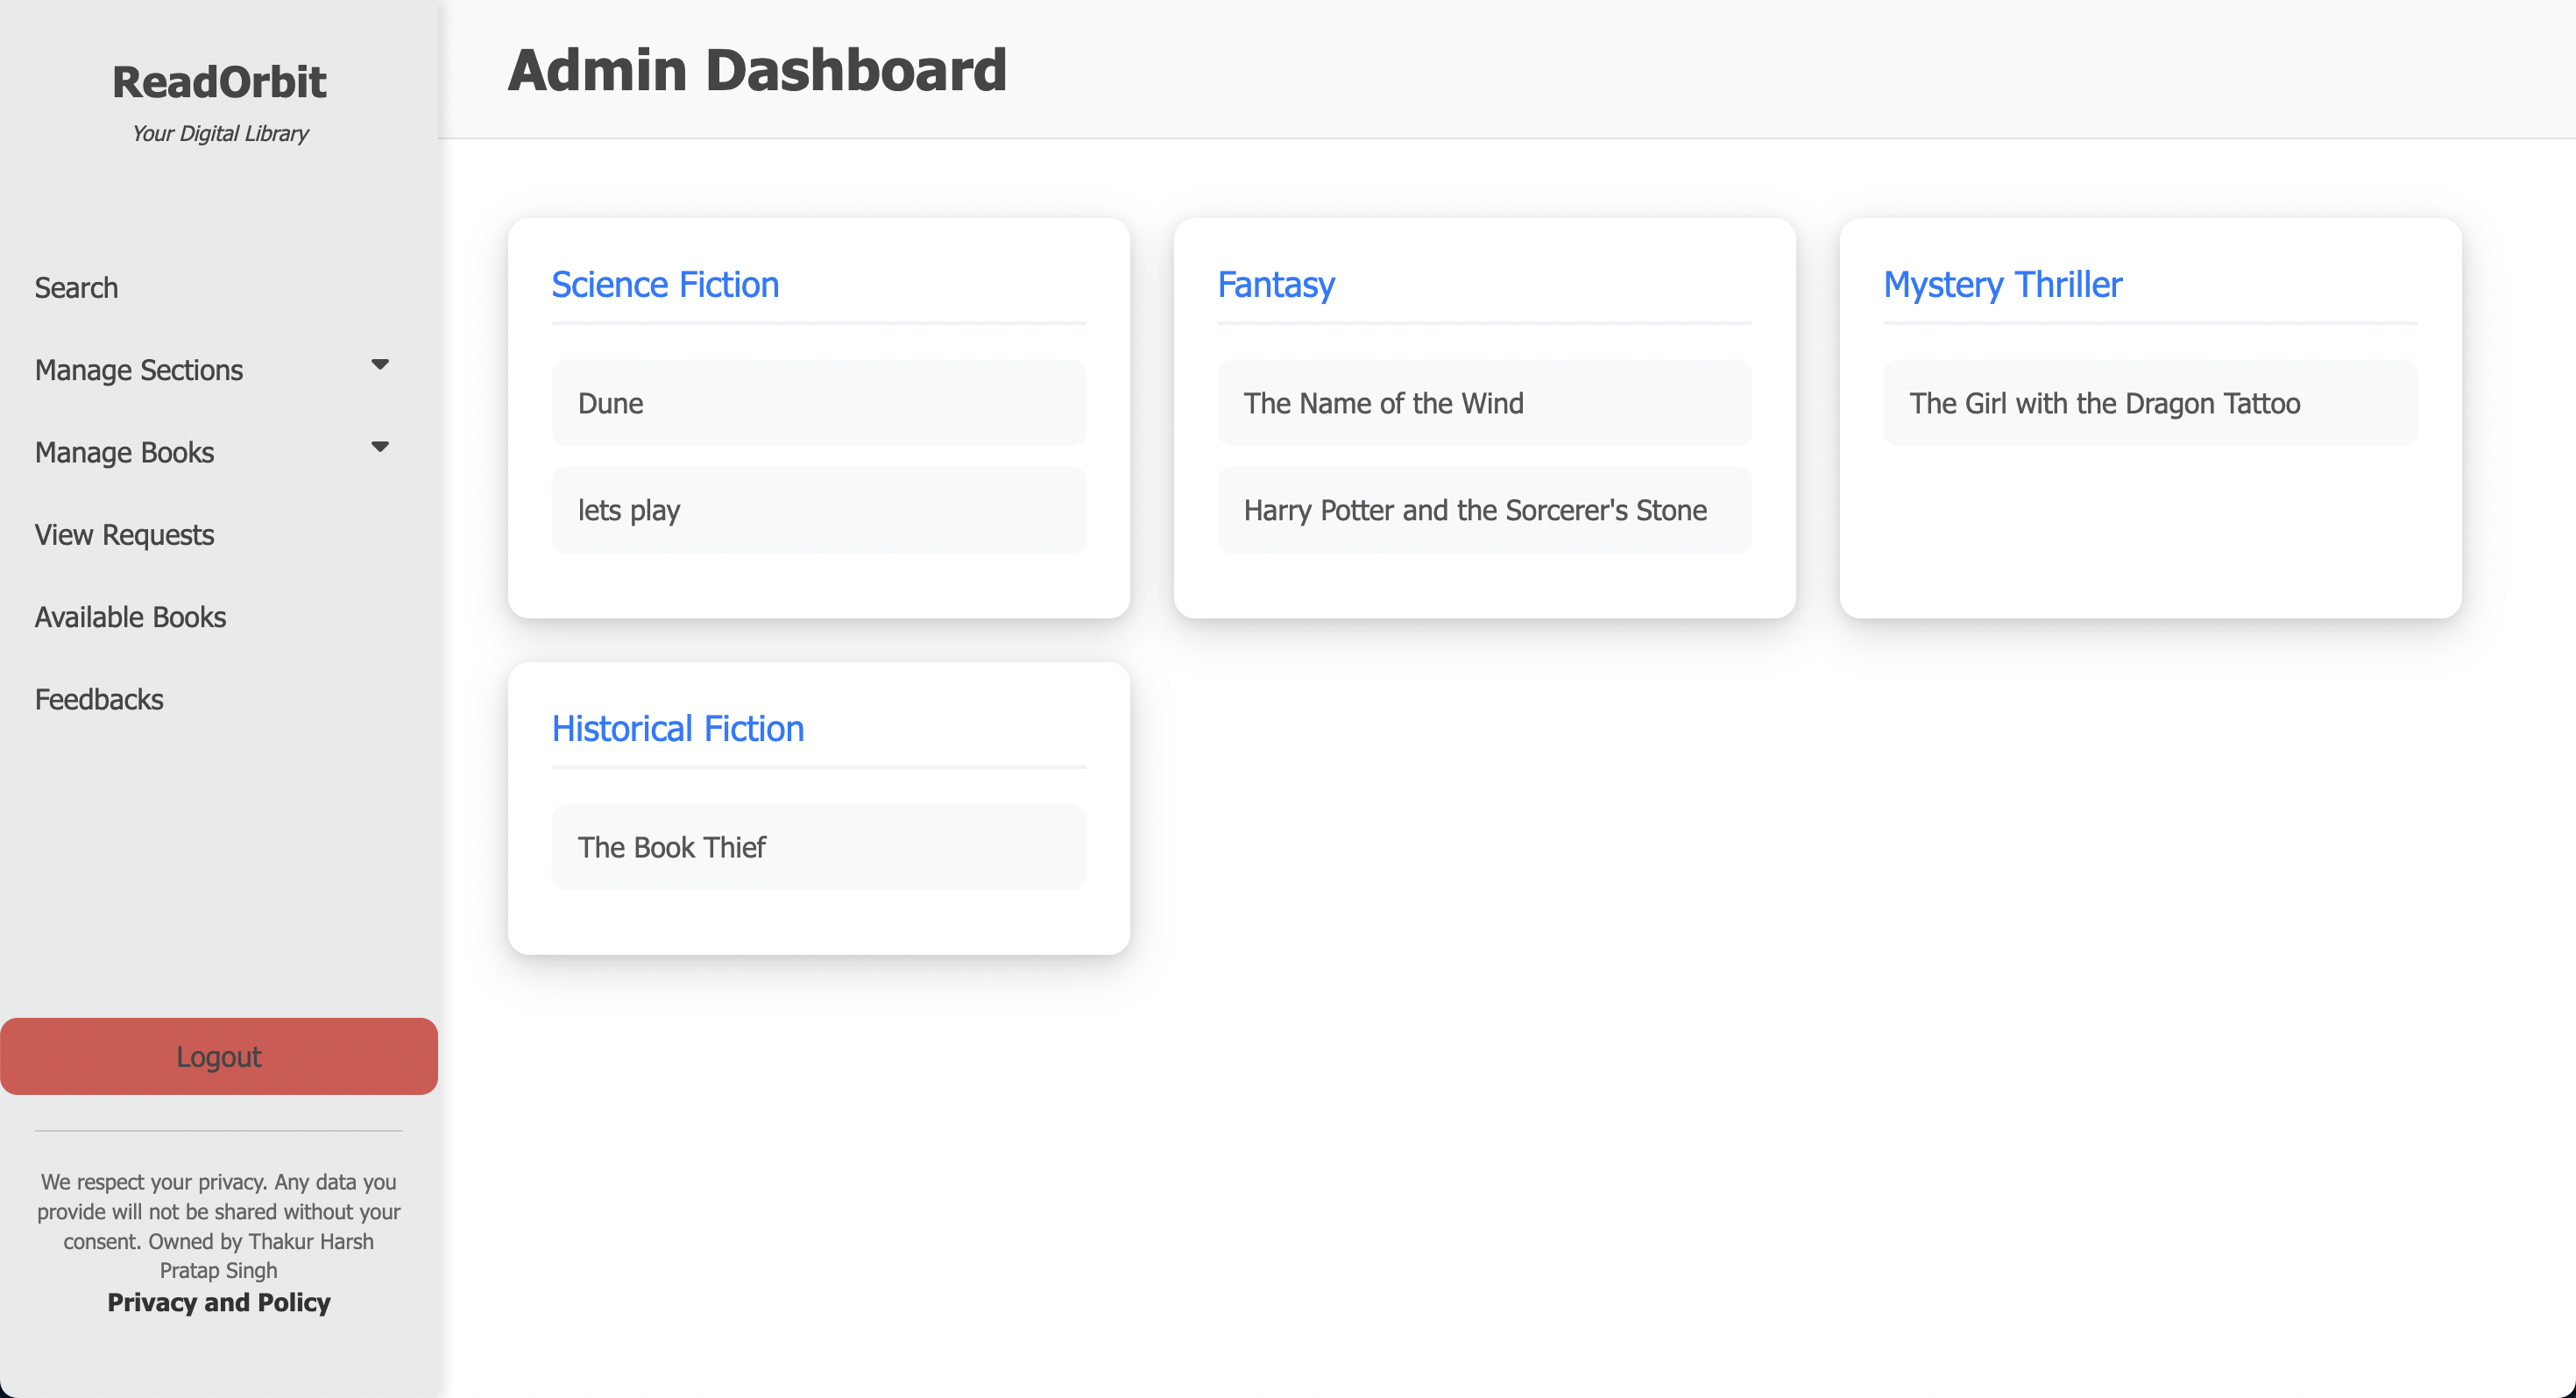 ReadOrbit
Your Digital Library
Search
Manage Sections
Manage Books
View Requests
Available Books
Feedbacks
Logout
We respect your privacy. Any data you
provide will not be shared without your
consent. Owned by Thakur Harsh
Pratap Singh
Privacy and Policy
Admin Dashboard
Science Fiction
Dune
lets play
Fantasy
The Name of the Wind
Harry Potter and the Sorcerer's Stone
Mystery Thriller
The Girl with the Dragon Tattoo
Historical Fiction
The Book Thief